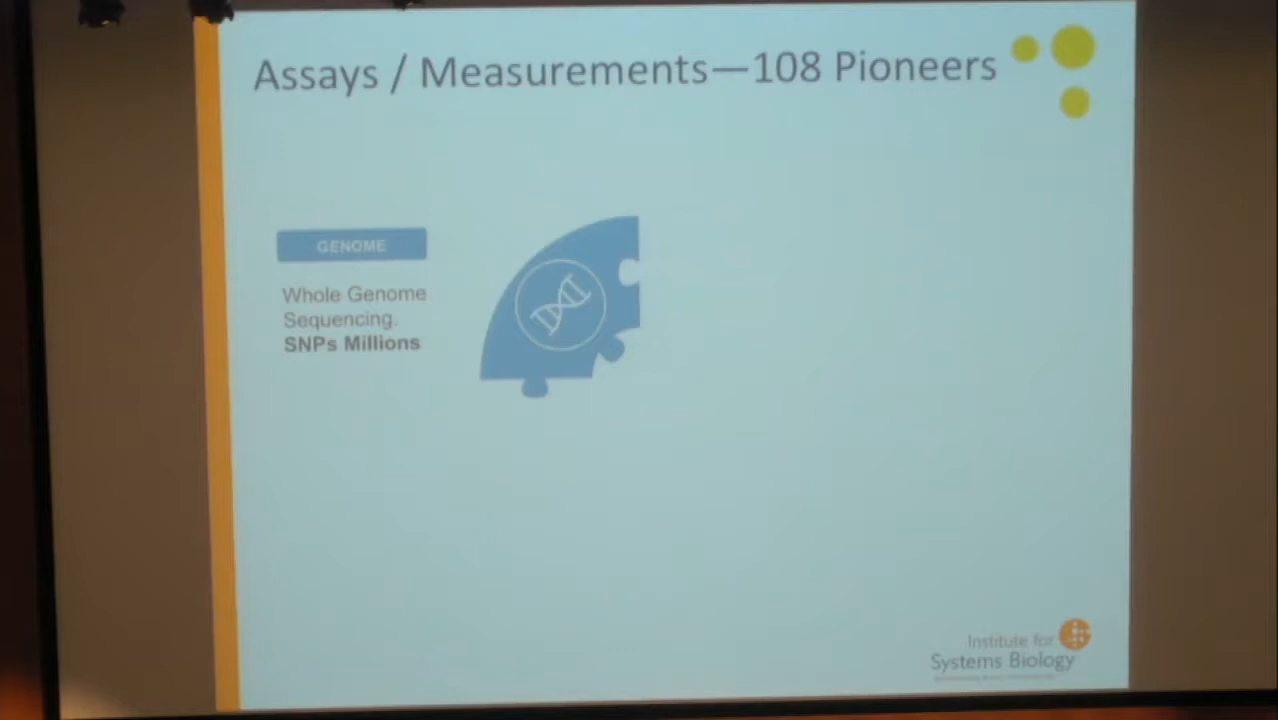 Assays / Measurements—108 Pioneers
GENOME
Whole Genome
Sequencing.
SNPs Millions
Institute for
Systems Biology